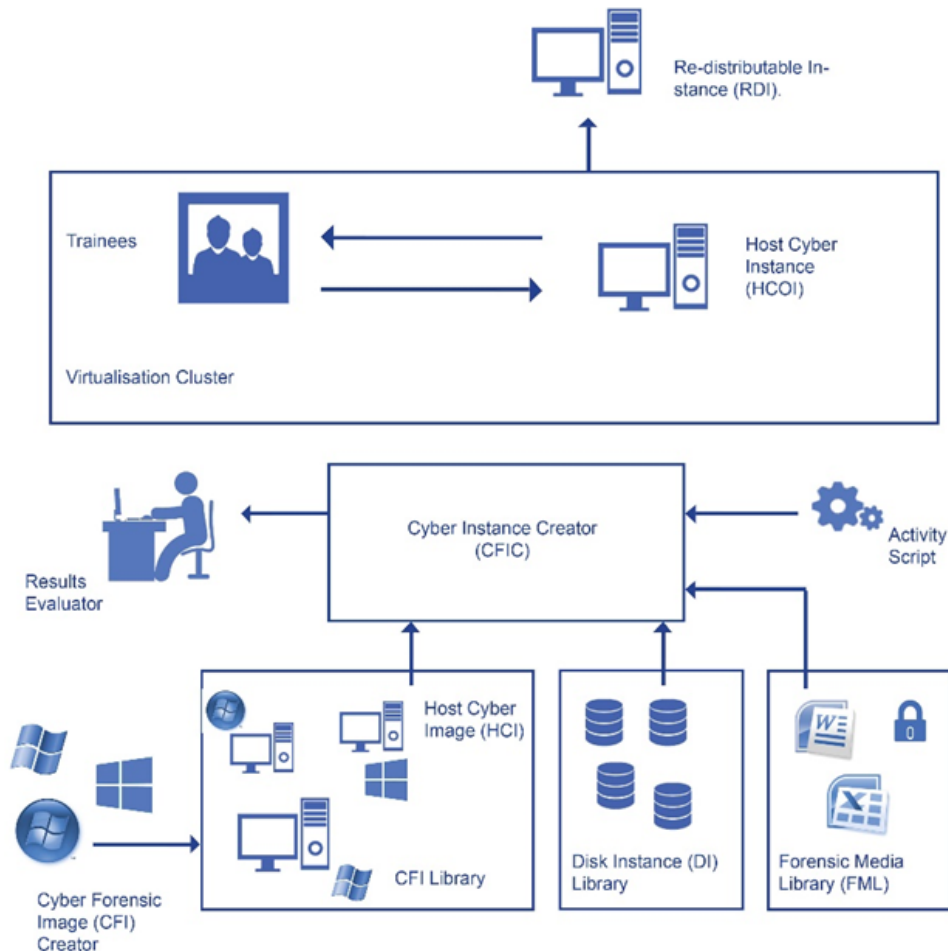 Re-distributable In-
stance (RDI).
Trainees
Host Cyber
Instance
(HCOI)
Virtualisation Cluster
Cyber Instance Creator
(CFIC)
Activity
Script
Results
Evaluator
Host Cyber
Image (HCI)
W
X
CFI Library
Disk Instance (DI)
Library
Forensic Media
Library (FML)
Cyber Forensic
Image (CFI)
Creator